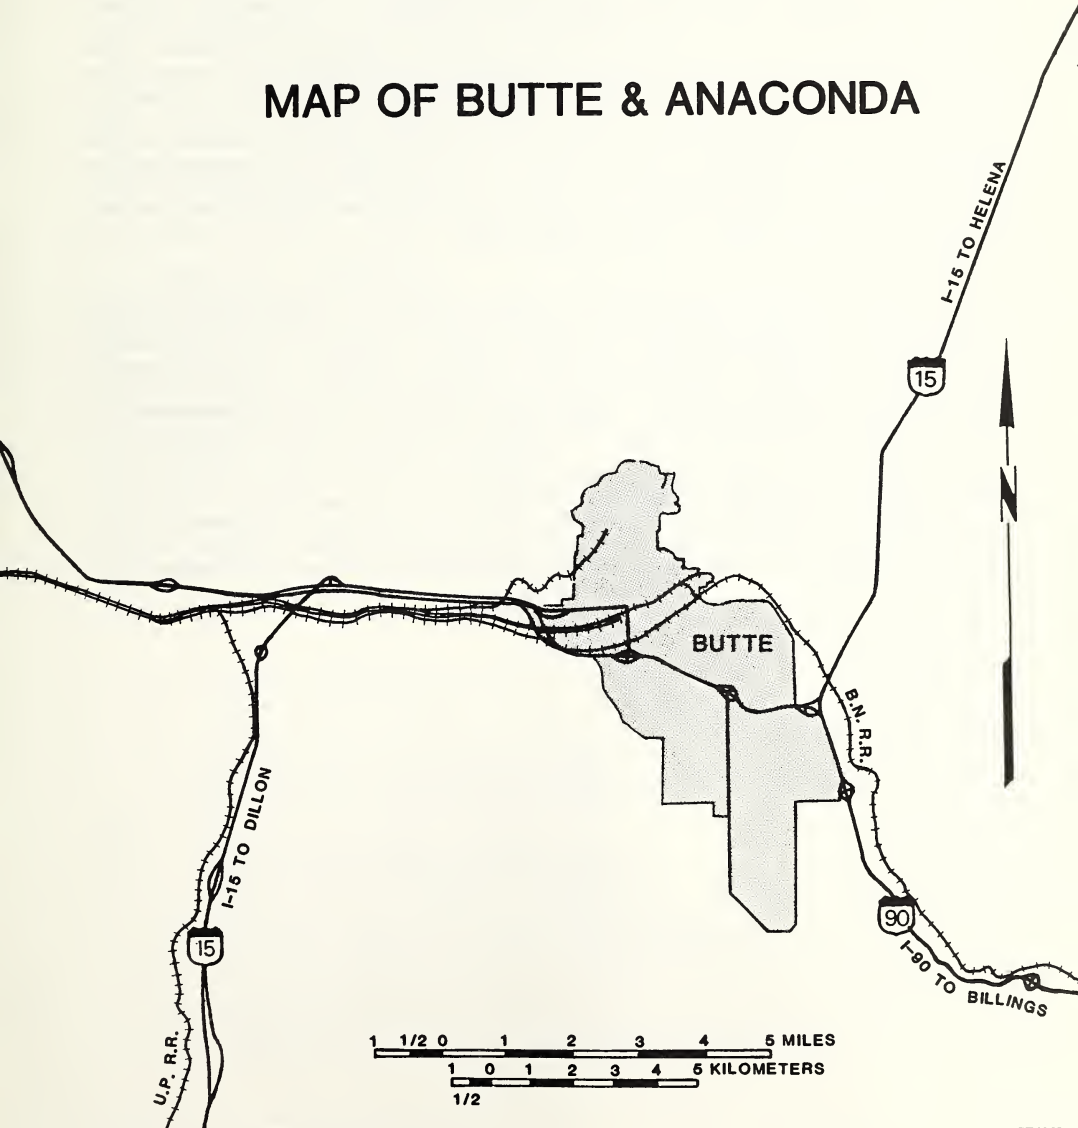 MAP OF BUTTE & ANACONDA
I-15 TO HELENA
15
N
BUTTE
B.N. R.R.
I-15 TO DILLON
15
90
I-90 TO BILLINGS
U.P. R.R.
1 1/2 0 1 2 3 4 5 MILES
1 0 1 2 3 4 5 KILOMETERS
1/2